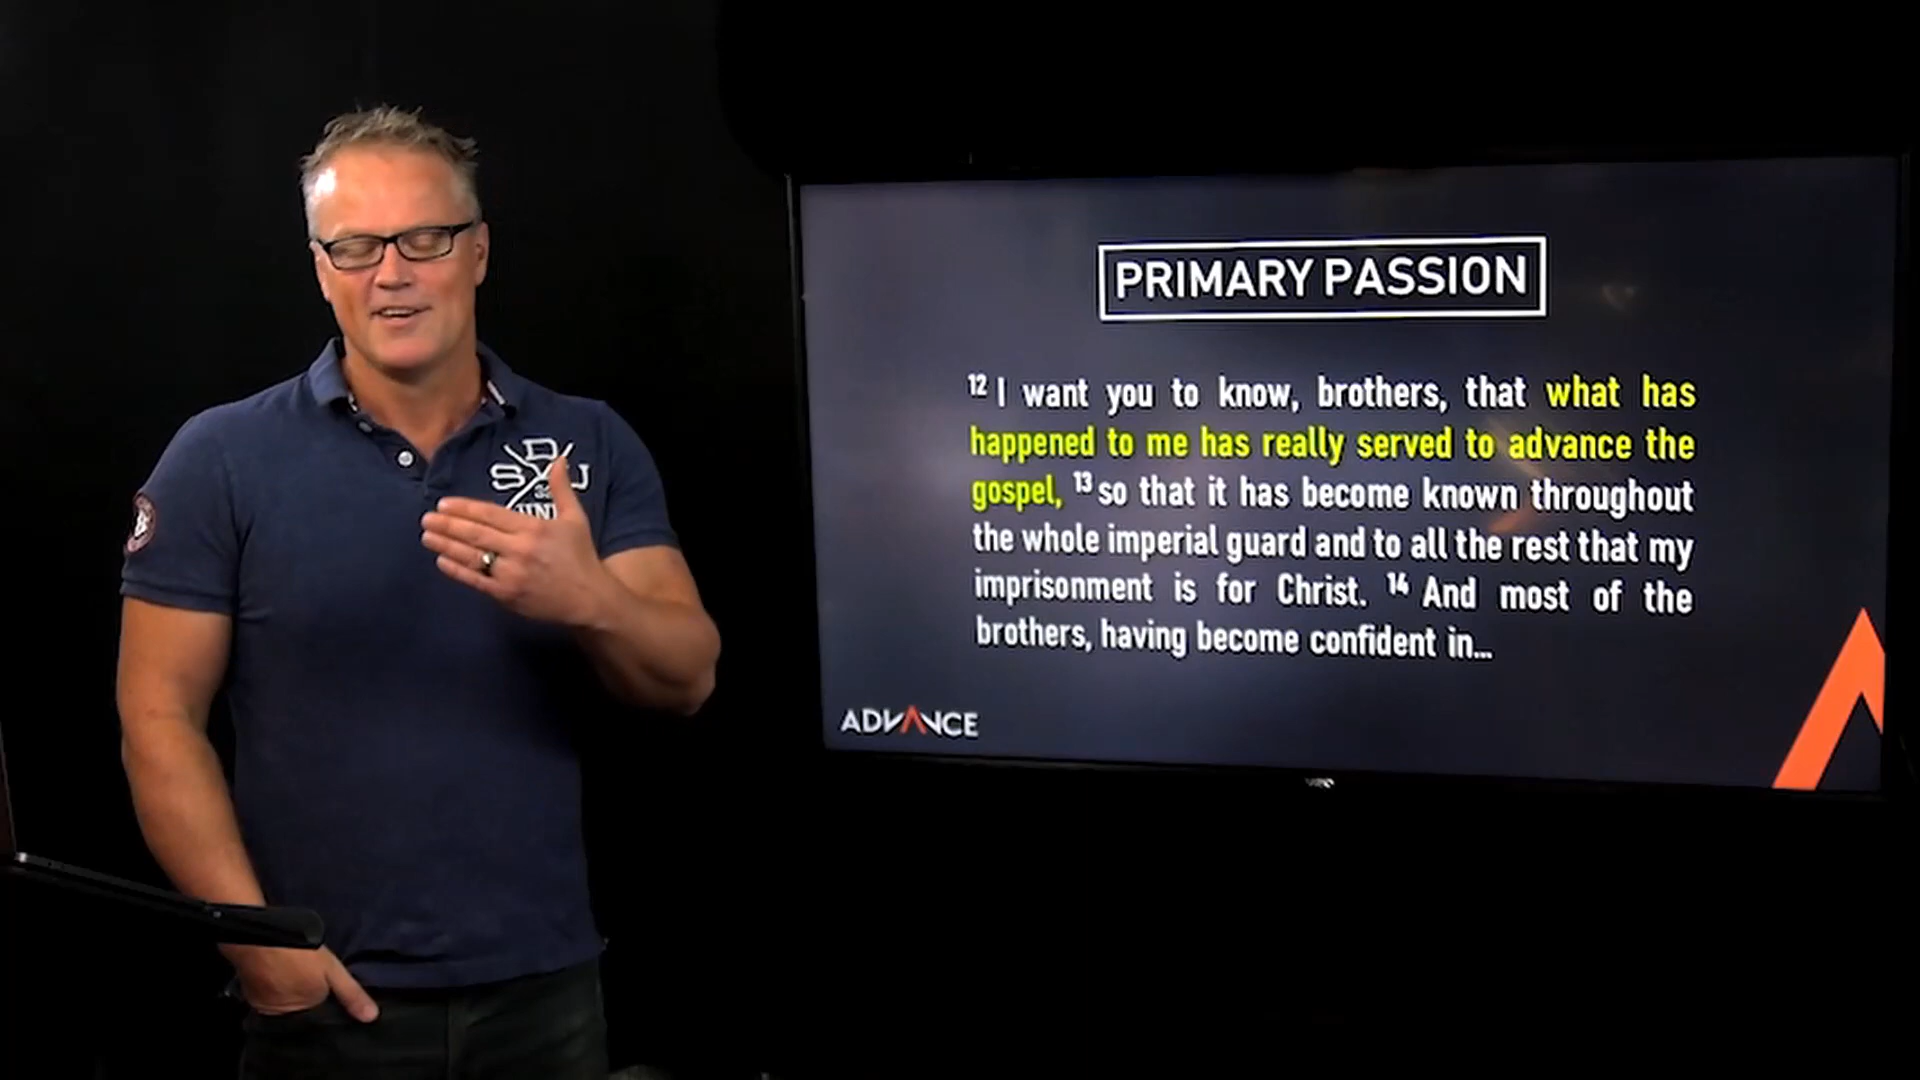 PRIMARY PASSION
12 I want you to know, brothers, that what has
happened to me has really served to advance the
gospel, 13 so that it has become known throughout
the whole imperial guard and to all the rest that my
imprisonment is for Christ. 14 And most of the
brothers, having become confident in...
ADVANCE